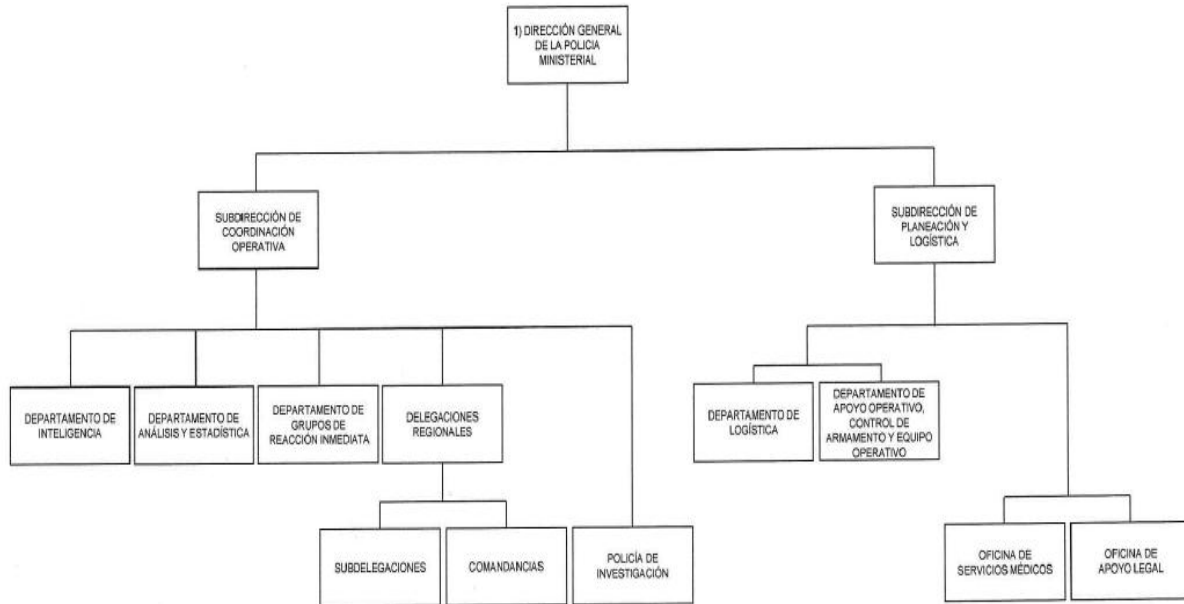 1) DIRECCIÓN GENERAL
DE LA POLICIA
MINISTERIAL
SUBDIRECCIÓN DE
COORDINACIÓN
OPERATIVA
SUBDIRECCIÓN DE
PLANEACIÓN Y
LOGÍSTICA
DEPARTAMENTO DE
INTELIGENCIA
DEPARTAMENTO DE
ANÁLISIS Y ESTADÍSTICA
DEPARTAMENTO DE
GRUPOS DE
REACCIÓN INMEDIATA
DELEGACIONES
REGIONALES
DEPARTAMENTO DE
LOGÍSTICA
DEPARTAMENTO DE
APOYO OPERATIVO,
CONTROL DE
ARMAMENTO Y EQUIPO
OPERATIVO
SUBDELEGACIONES
COMANDANCIAS
POLICÍA DE
INVESTIGACIÓN
OFICINA DE
SERVICIOS MÉDICOS
OFICINA DE
APOYO LEGAL